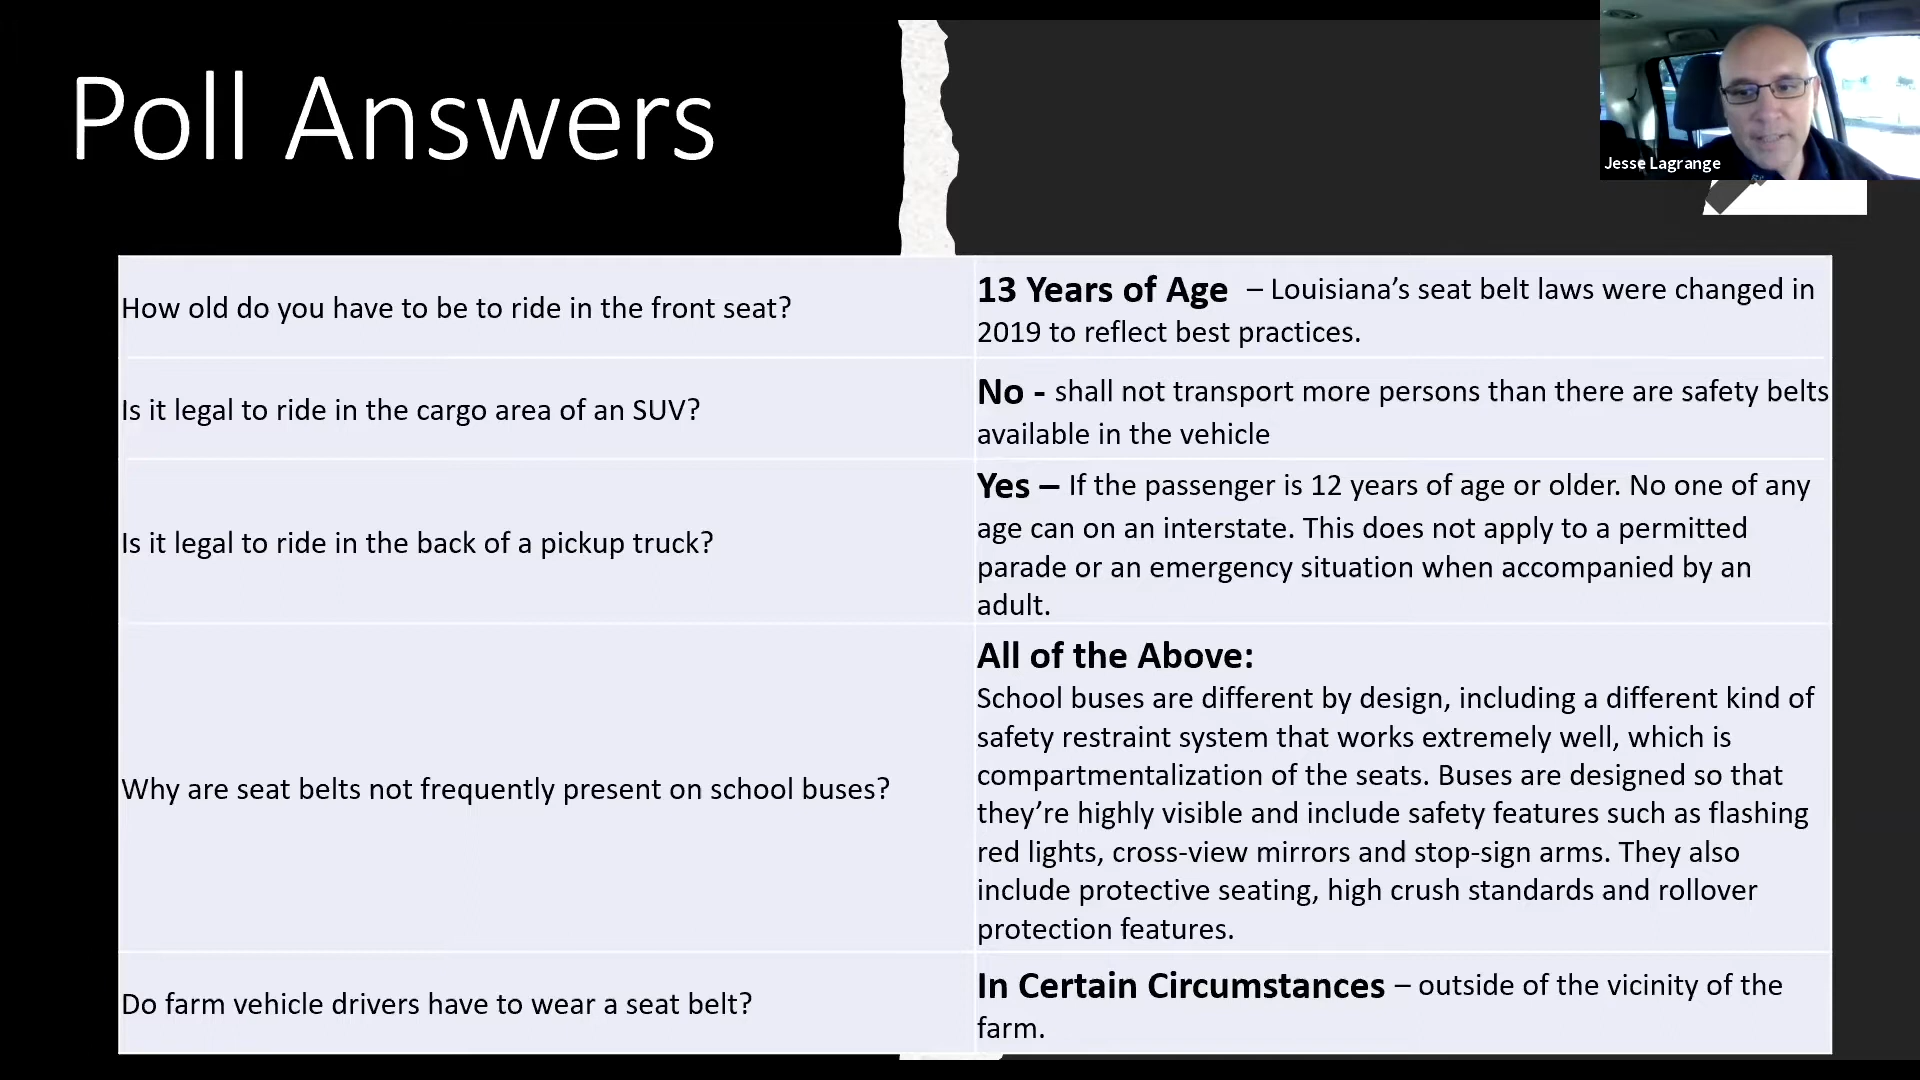 Poll Answers
Jesse Lagrange
How old do you have to be to ride in the front seat?
13 Years of Age – Louisiana’s seat belt laws were changed in
2019 to reflect best practices.
Is it legal to ride in the cargo area of an SUV?
No - shall not transport more persons than there are safety belts
available in the vehicle
Is it legal to ride in the back of a pickup truck?
Yes – If the passenger is 12 years of age or older. No one of any
age can on an interstate. This does not apply to a permitted
parade or an emergency situation when accompanied by an
adult.
Why are seat belts not frequently present on school buses?
All of the Above:
School buses are different by design, including a different kind of
safety restraint system that works extremely well, which is
compartmentalization of the seats. Buses are designed so that
they’re highly visible and include safety features such as flashing
red lights, cross-view mirrors and stop-sign arms. They also
include protective seating, high crush standards and rollover
protection features.
Do farm vehicle drivers have to wear a seat belt?
In Certain Circumstances – outside of the vicinity of the
farm.